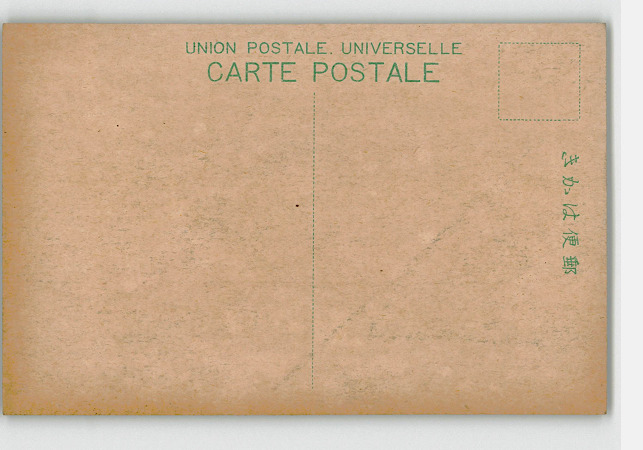 UNION POSTALE. UNIVERSELLE
CARTE POSTALE
郵便はかき